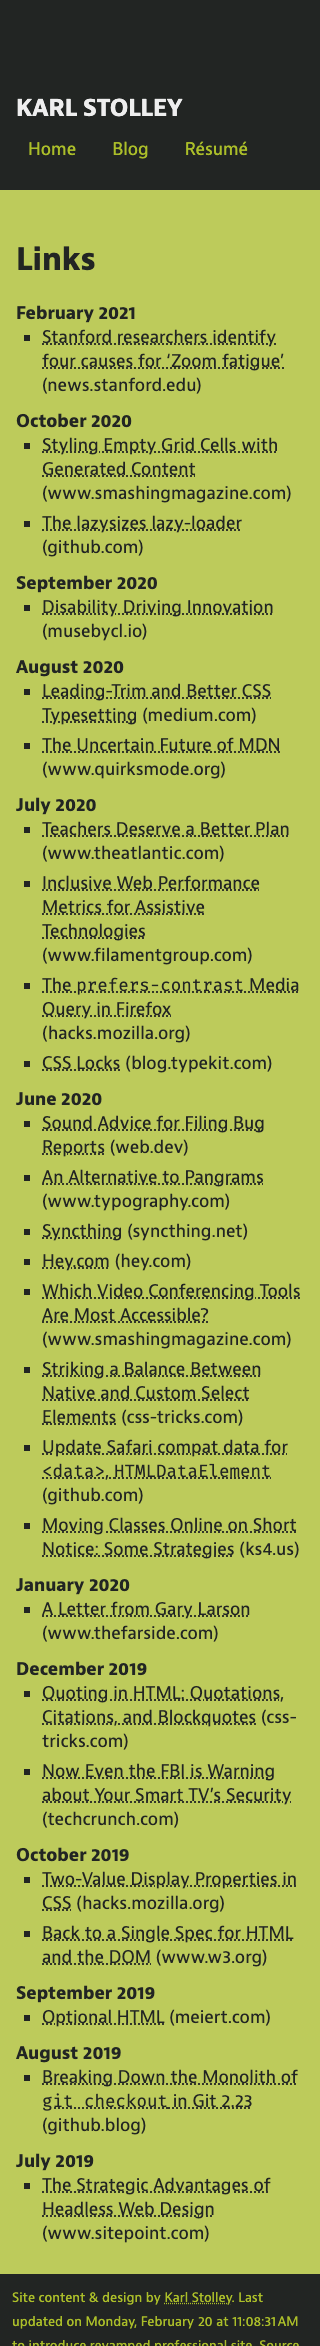 KARL STOLLEY
Home Blog Résumé
Links
February 2021
Stanford researchers identify
four causes for ‘Zoom fatigue’
(news.stanford.edu)
October 2020
Styling Empty Grid Cells with
Generated Content
(www.smashingmagazine.com)
The lazysizes lazy-loader
(github.com)
September 2020
Disability Driving Innovation
(musebycl.io)
August 2020
Leading-Trim and Better CSS
Typesetting (medium.com)
The Uncertain Future of MDN
(www.quirksmode.org)
July 2020
Teachers Deserve a Better Plan
(www.theatlantic.com)
Inclusive Web Performance
Metrics for Assistive
Technologies
(www.filamentgroup.com)
The prefers-contrast Media
Query in Firefox
(hacks.mozilla.org)
CSS Locks (blog.typekit.com)
June 2020
Sound Advice for Filing Bug
Reports (web.dev)
An Alternative to Pangrams
(www.typography.com)
Syncthing (syncthing.net)
Hey.com (hey.com)
Which Video Conferencing Tools
Are Most Accessible?
(www.smashingmagazine.com)
Striking a Balance Between
Native and Custom Select
Elements (css-tricks.com)
Update Safari compat data for
<data>, HTMLDataElement
(github.com)
Moving Classes Online on Short
Notice: Some Strategies (ks4.us)
January 2020
A Letter from Gary Larson
(www.thefarside.com)
December 2019
Quoting in HTML: Quotations,
Citations, and Blockquotes (css-
tricks.com)
Now Even the FBI is Warning
about Your Smart TV’s Security
(techcrunch.com)
October 2019
Two-Value Display Properties in
CSS (hacks.mozilla.org)
Back to a Single Spec for HTML
and the DOM (www.w3.org)
September 2019
Optional HTML (meiert.com)
August 2019
Breaking Down the Monolith of
git checkout in Git 2.23
(github.blog)
July 2019
The Strategic Advantages of
Headless Web Design
(www.sitepoint.com)
Site content & design by Karl Stolley. Last
updated on Monday, February 20 at 11:08:31 AM
to introduce revamped professional site. Source